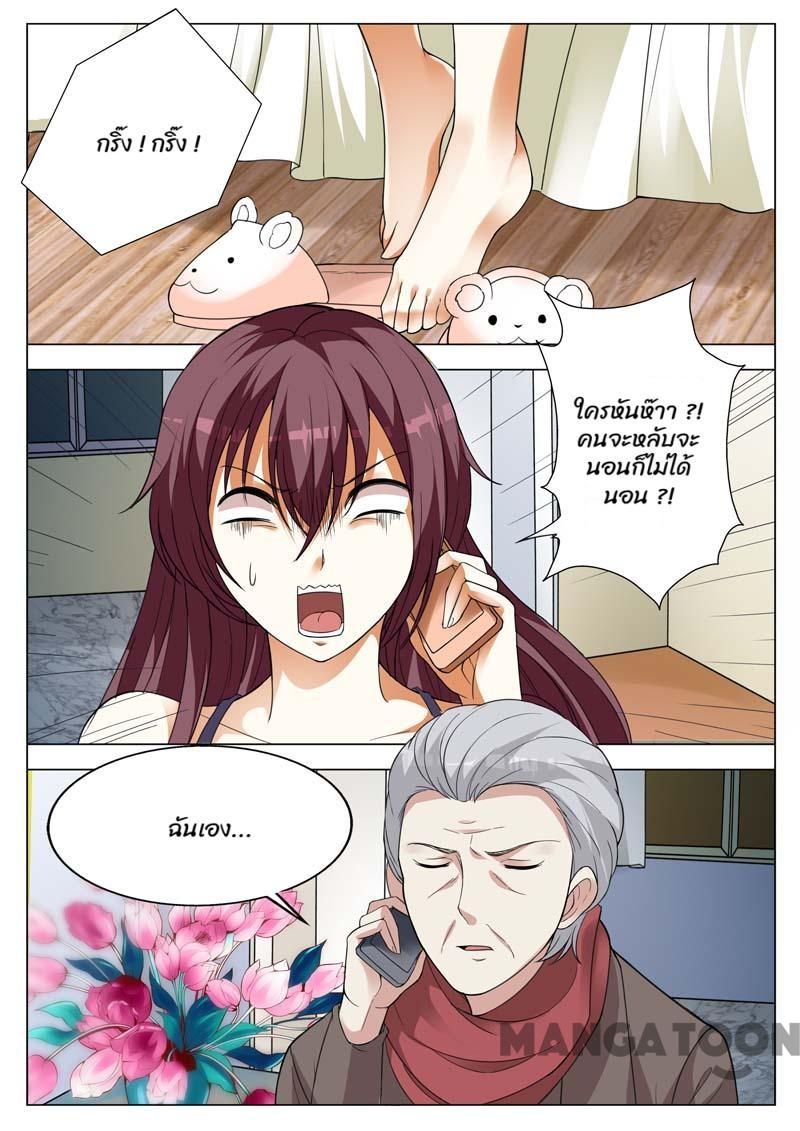 กริ๊ง ! กริ๊ง !
ใครหันห๊าา ?!
คนจะหลับจะ
นอนก็ไม่ได้
นอน ?!
ฉันเอง...
MANGATOON